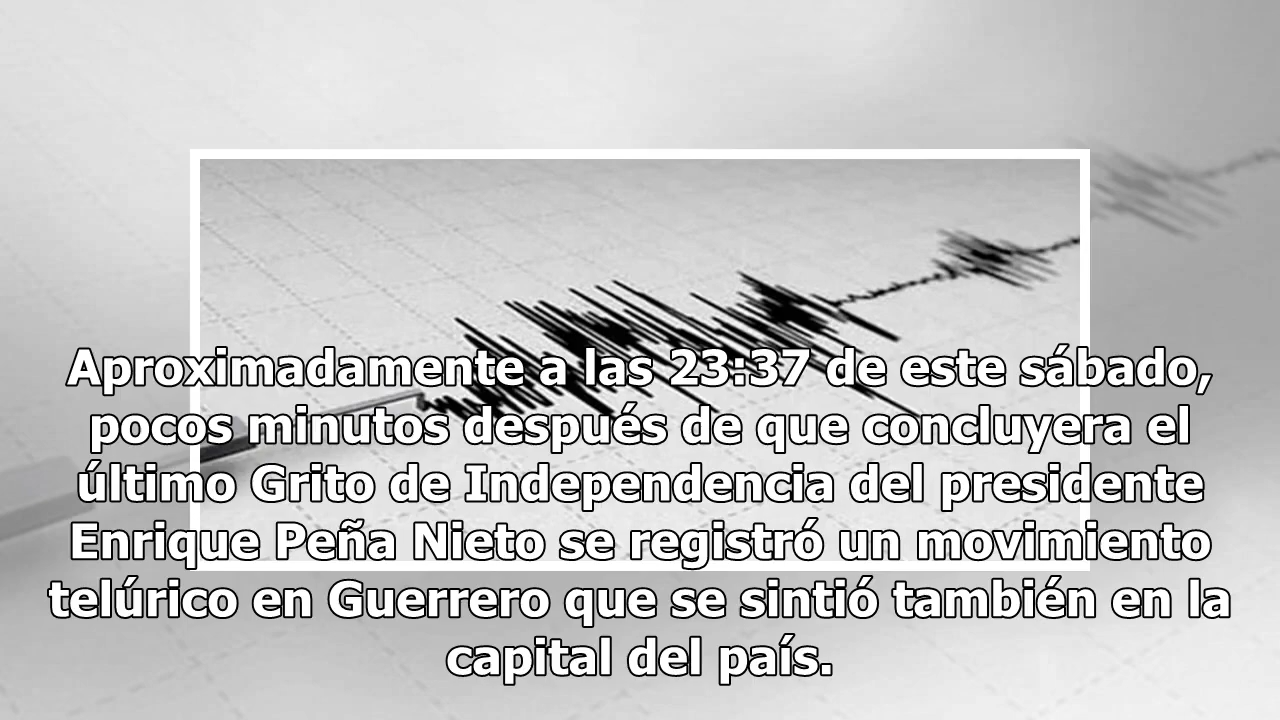 Aproximadamente a las 23:37 de este sábado,
pocos minutos después de que concluyera el
último Grito de Independencia del presidente
Enrique Peña Nieto se registró un movimiento
telúrico en Guerrero que se sintió también en la
capital del país.